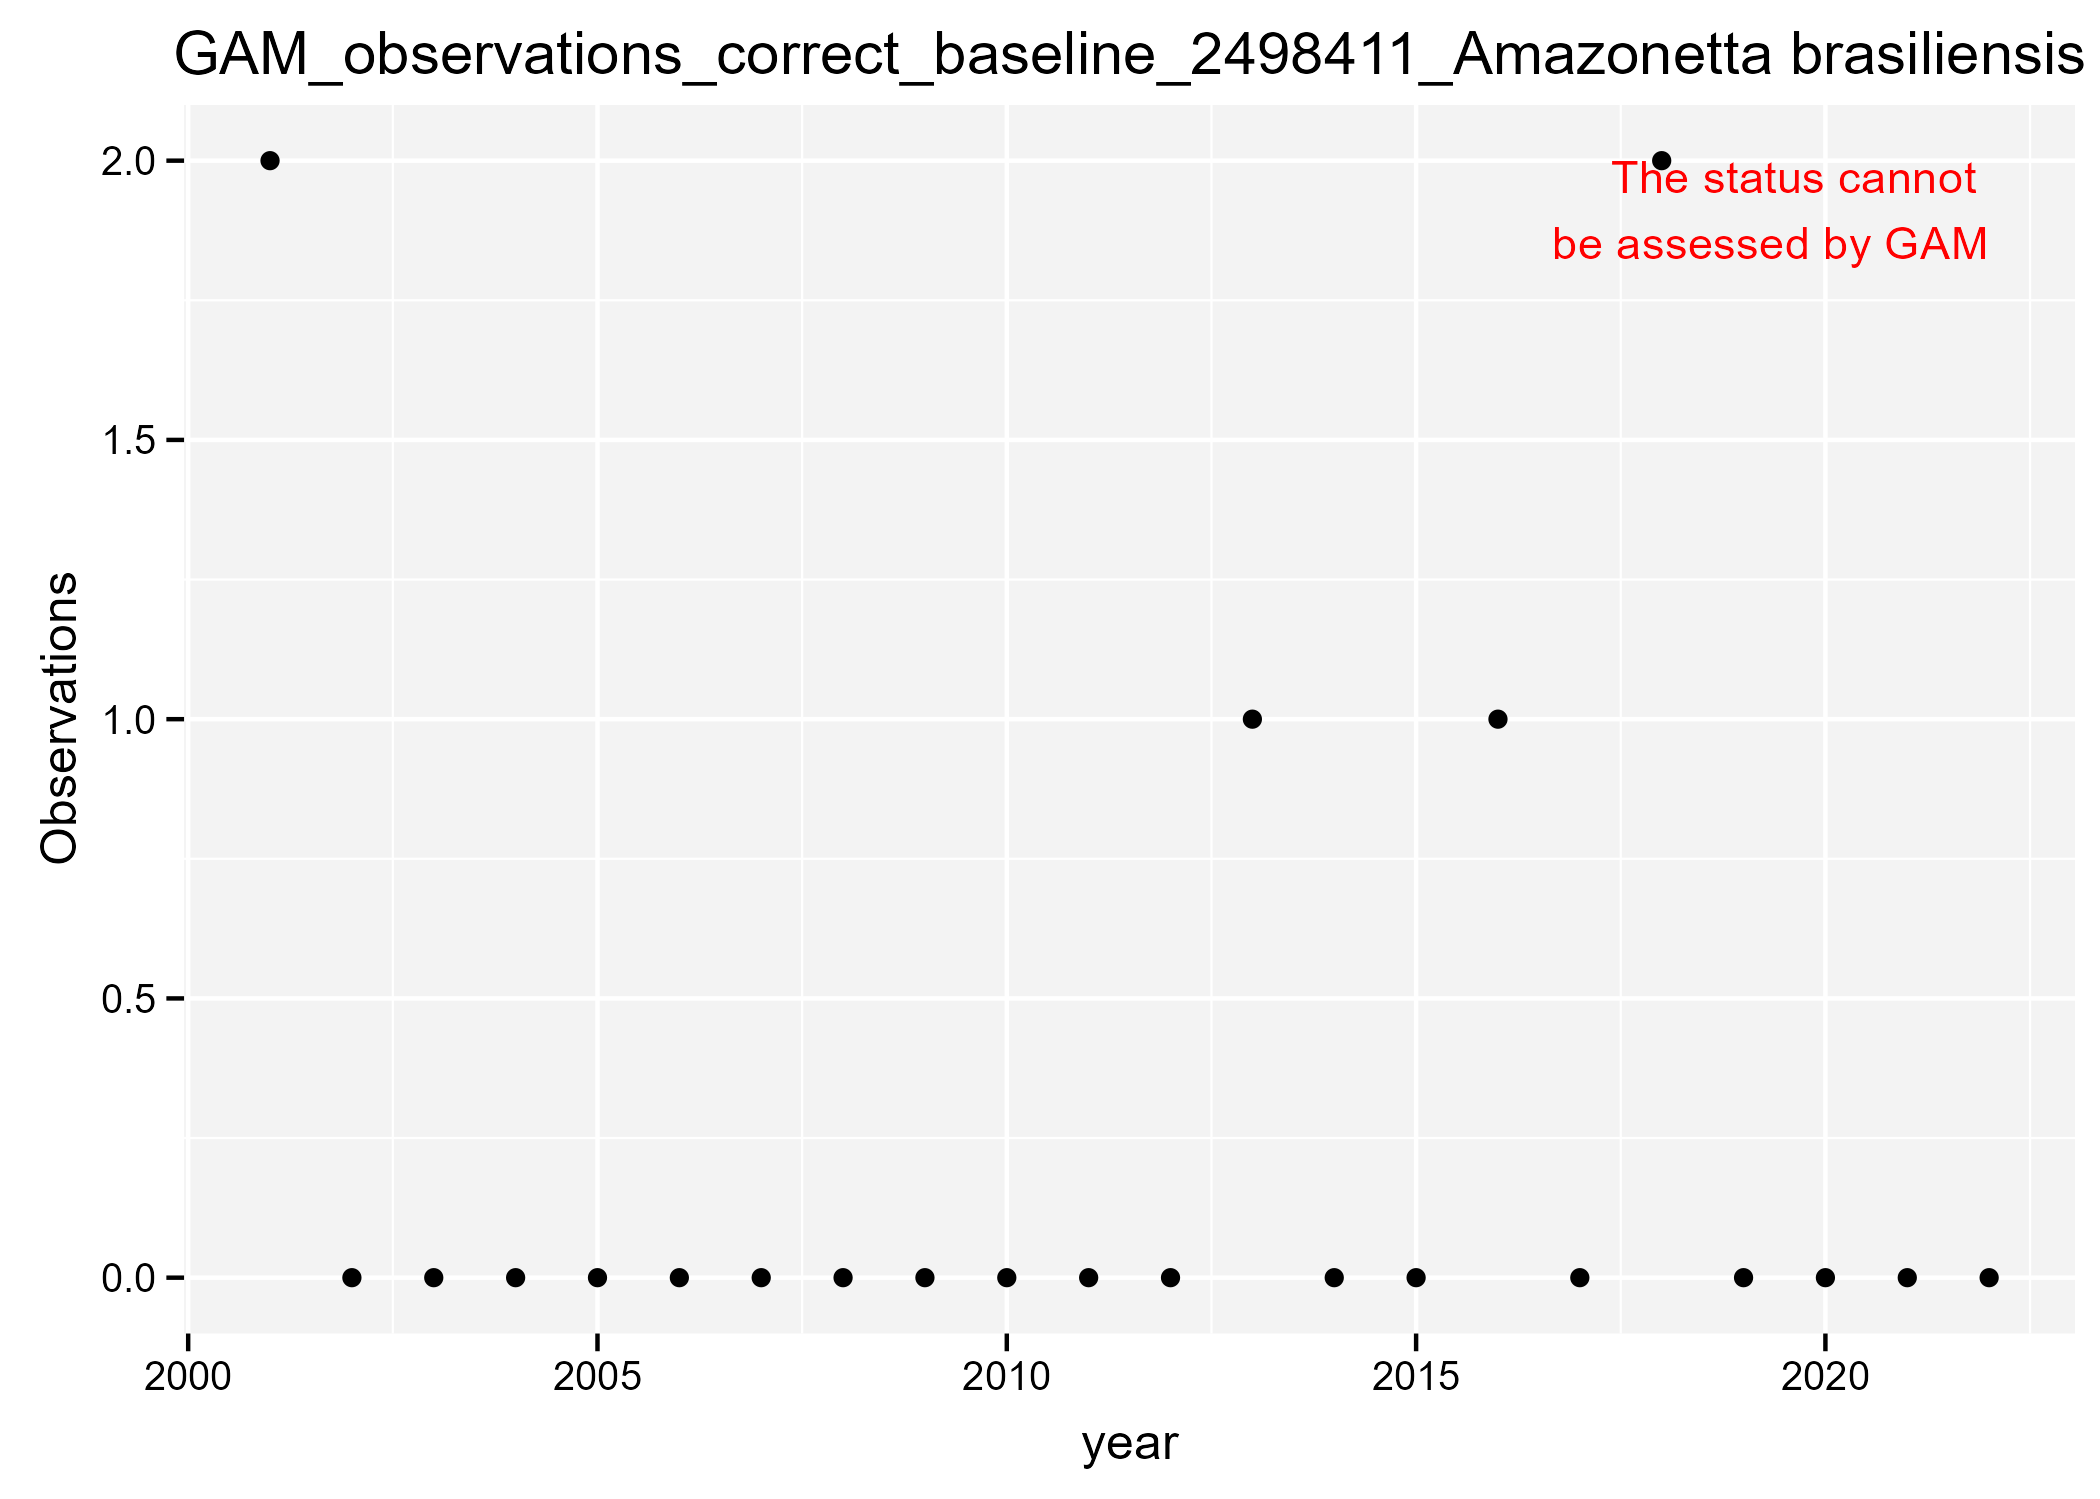 GAM_observations_correct_baseline_2498411_Amazonetta brasiliensis
2.0
The status cannot
be assessed by GAM
1.5
1.0
0.5
0.0
Observations
2000 2005 2010 2015 2020
year